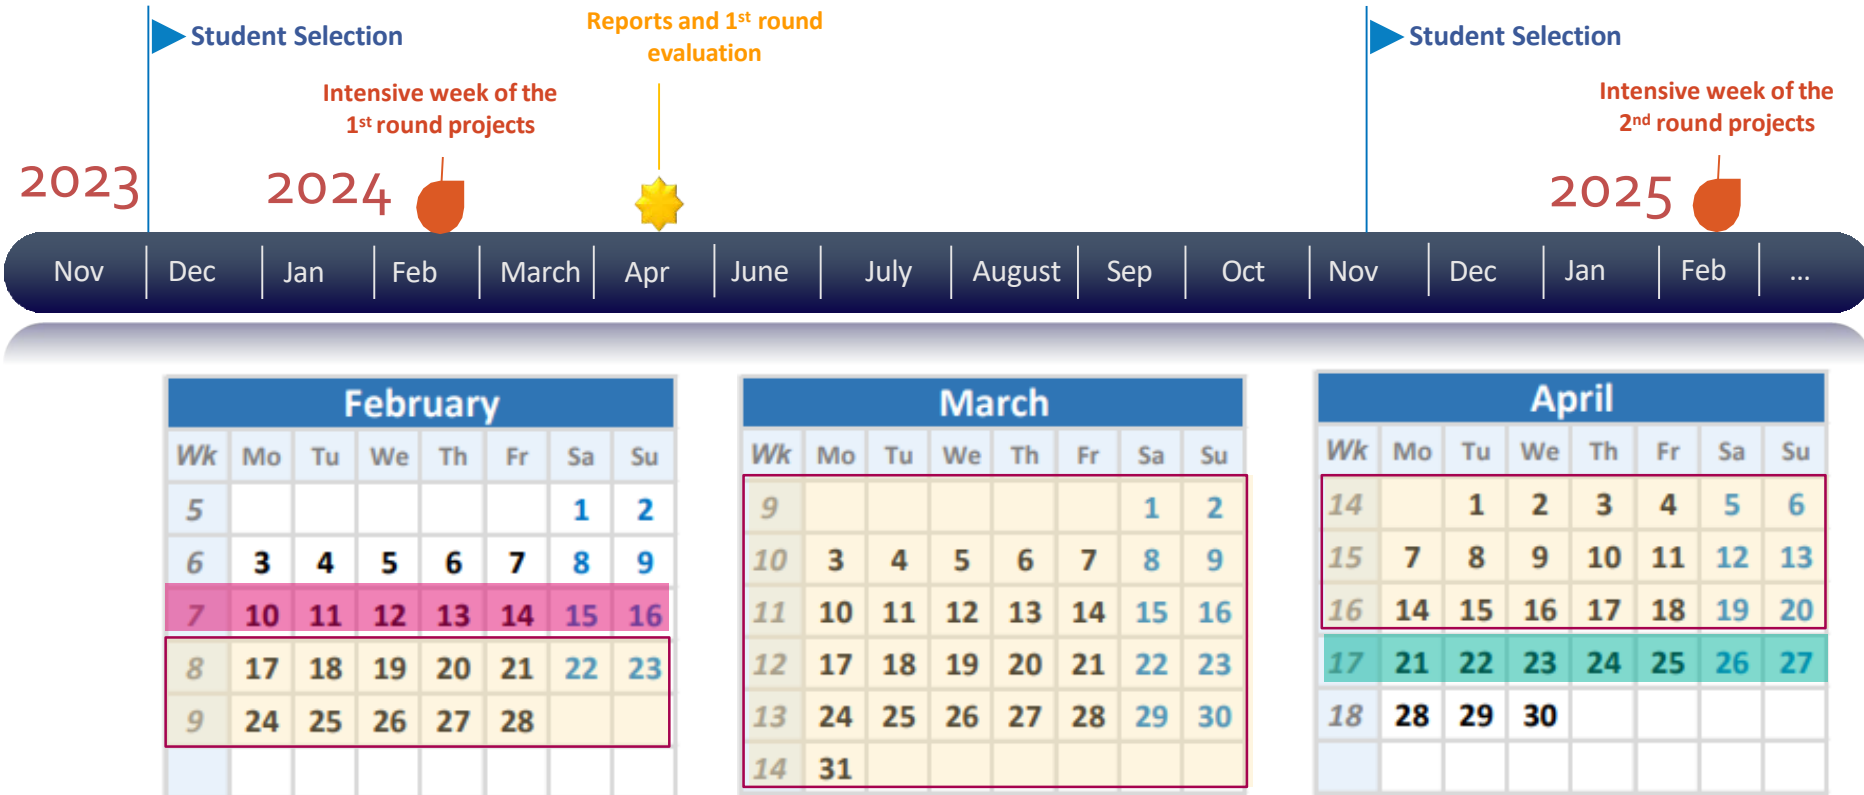 Student Selection
Reports and 1st round
evaluation
Student Selection
Intensive week of the
1st round projects
Intensive week of the
2nd round projects
2023
2024
2025
Nov Dec Jan Feb March Apr June July August Sep Oct Nov Dec Jan Feb ...
February
Wk Mo Tu We Th Fr Sa Su
5 1 2
6 3 4 5 6 7 8 9
7 10 11 12 13 14 15 16
8 17 18 19 20 21 22 23
9 24 25 26 27 28
March
Wk Mo Tu We Th Fr Sa Su
9 1 2
10 3 4 5 6 7 8 9
11 10 11 12 13 14 15 16
12 17 18 19 20 21 22 23
13 24 25 26 27 28 29 30
14 31
April
Wk Mo Tu We Th Fr Sa Su
14 1 2 3 4 5 6
15 7 8 9 10 11 12 13
16 14 15 16 17 18 19 20
17 21 22 23 24 25 26 27
18 28 29 30